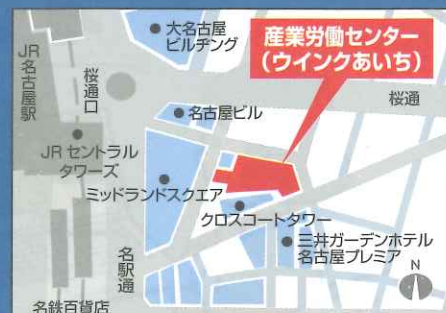 大名古屋
ビルヂング
産業労働センター
(ウインクあいち)
JR
名古屋駅
桜通口
桜通
名古屋ビル
JR セントラル
タワーズ
ミッドランドスクエア
クロスコートタワー
三井ガーデンホテル
名古屋プレミア
名駅通
名鉄百貨店
N